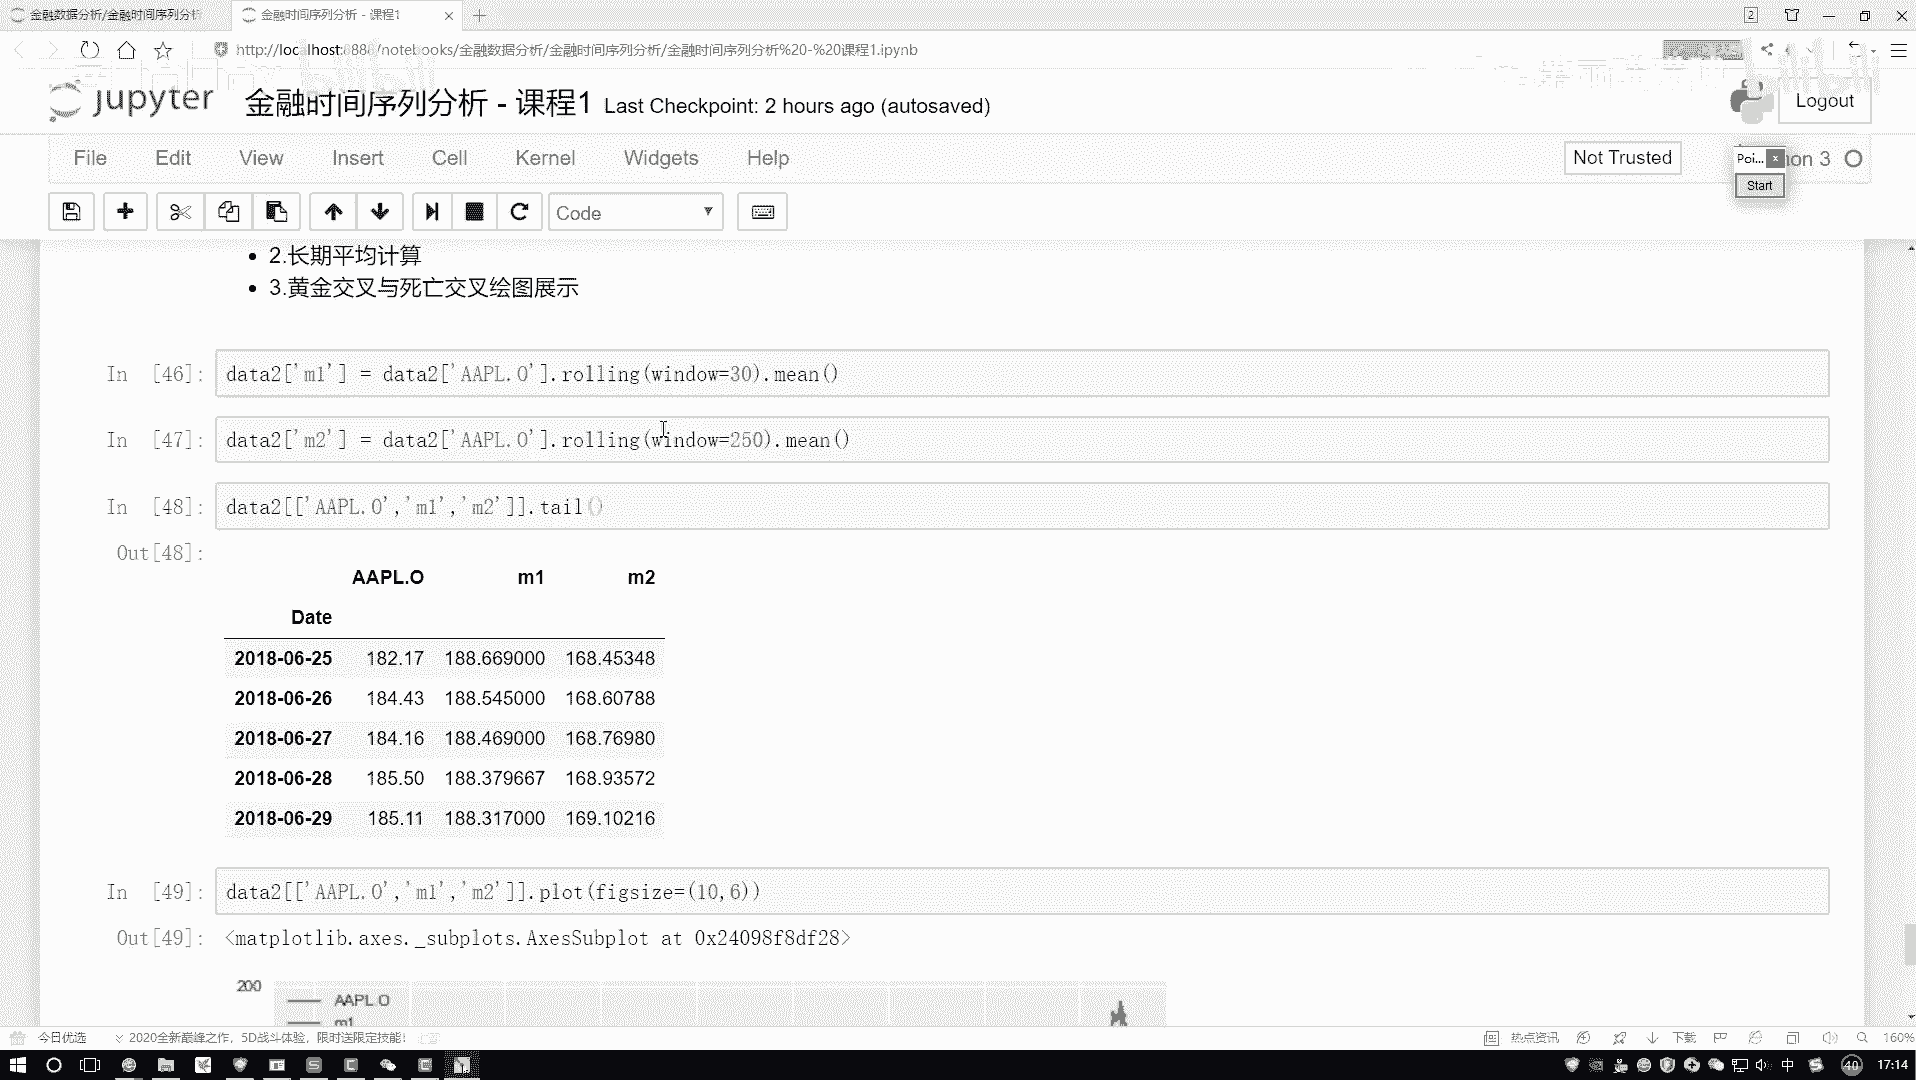 金融数据分析/金融时间序列分析
金融时间序列分析 - 课程1
2
http://localhost:8888/notebooks/金融数据分析/金融时间序列分析/金融时间序列分析%20-%20课程1.ipynb
bilibili
bilibili
jupyter
金融时间序列分析 - 课程1 Last Checkpoint: 2 hours ago (autosaved)
Logout
File Edit View Insert Cell Kernel Widgets Help
Not Trusted
Poi... x
on 3
Start
Code
2.长期平均计算
3.黄金交叉与死亡交叉绘图展示
In [46]: data2['m1'] = data2['AAPL.O'].rolling(window=30).mean()
In [47]: data2['m2'] = data2['AAPL.O'].rolling(window=250).mean()
In [48]: data2[['AAPL.O','m1','m2']].tail()
Out[48]:
AAPL.O m1 m2
Date
2018-06-25 182.17 188.669000 168.45348
2018-06-26 184.43 188.545000 168.60788
2018-06-27 184.16 188.469000 168.76980
2018-06-28 185.50 188.379667 168.93572
2018-06-29 185.11 188.317000 169.10216
In [49]: data2[['AAPL.O','m1','m2']].plot(figsize=(10,6))
Out[49]: <matplotlib.axes._subplots.AxesSubplot at 0x24098f8df28>
200
AAPL.O
m1
今日优选
2020全新巅峰之作，5D战斗体验，限时送限定技能！
热点资讯
下载
160%
中
40
17:14